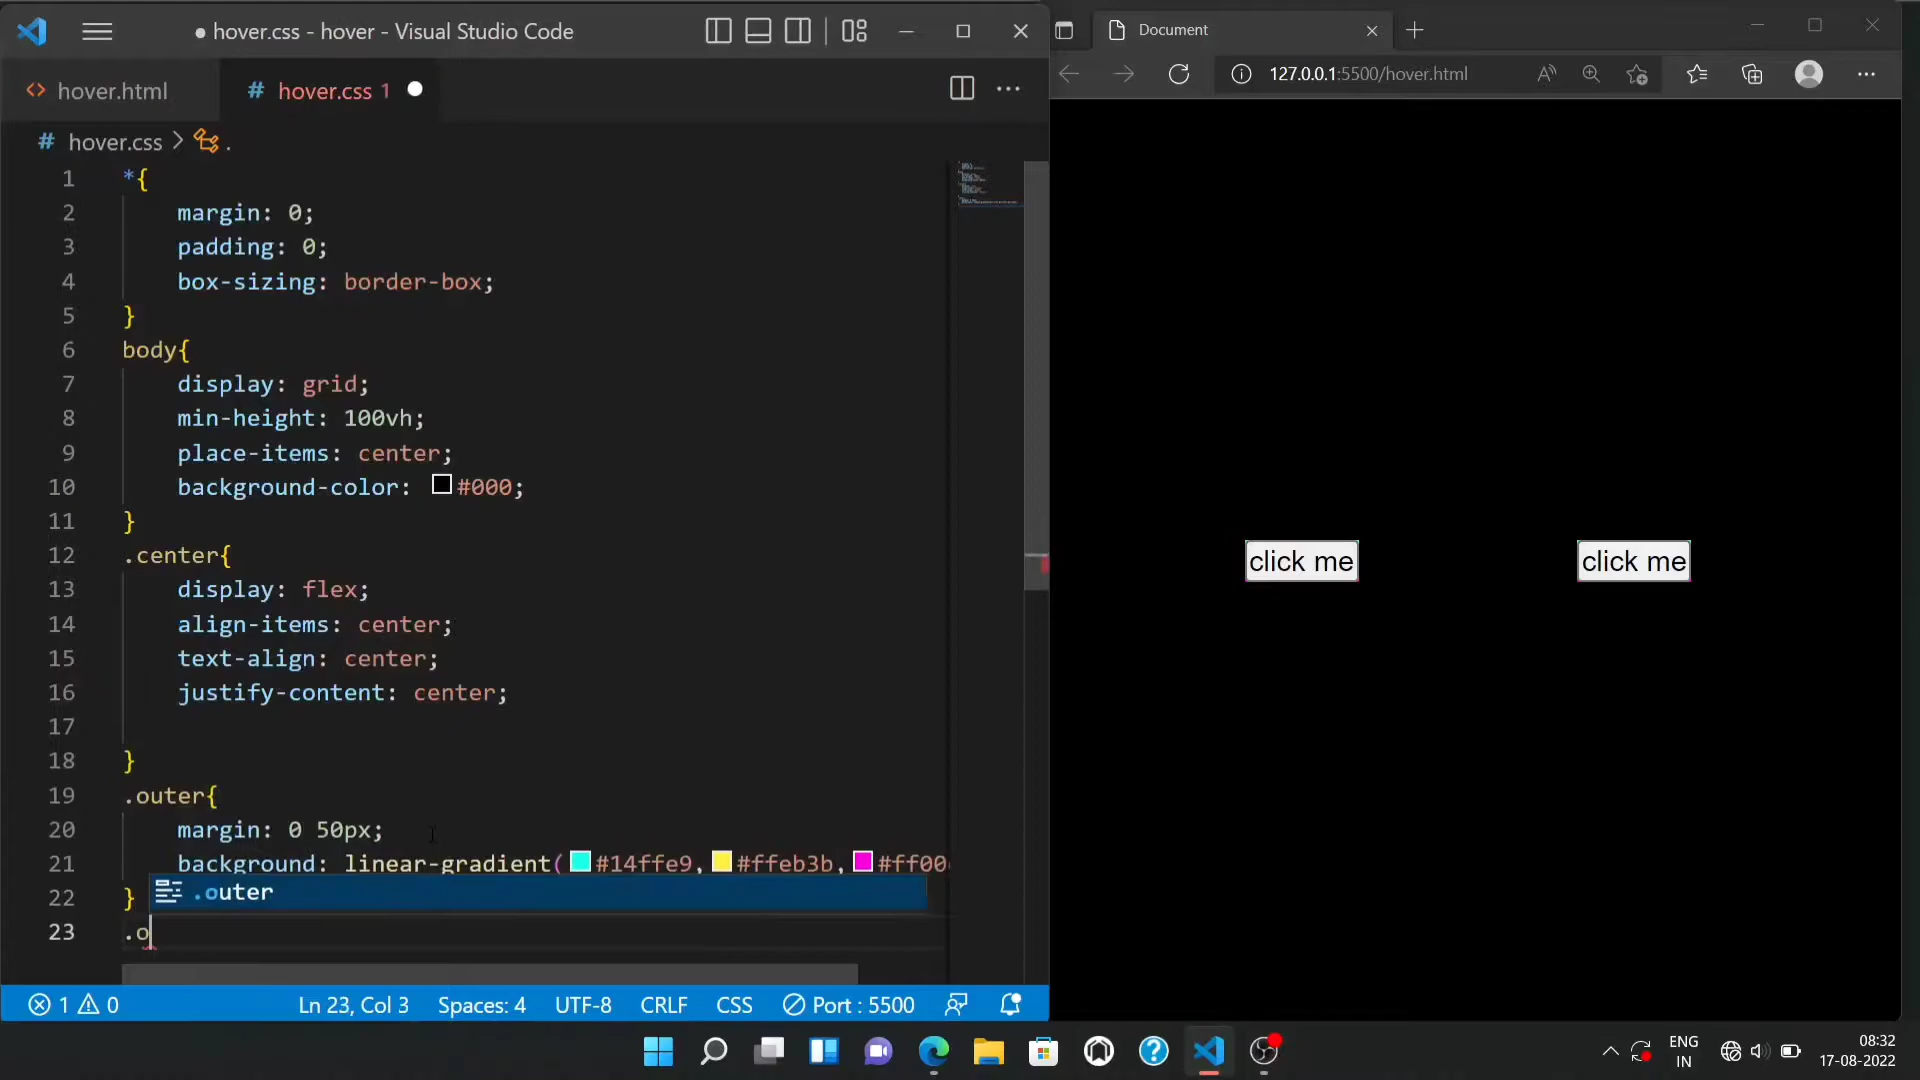 hover.css - hover - Visual Studio Code
hover.html
# hover.css 1
# hover.css > .
1 *{
2 margin: 0;
3 padding: 0;
4 box-sizing: border-box;
5 }
6 body{
7 display: grid;
8 min-height: 100vh;
9 place-items: center;
10 background-color: #000;
11 }
12 .center{
13 display: flex;
14 align-items: center;
15 text-align: center;
16 justify-content: center;
17
18 }
19 .outer{
20 margin: 0 50px;
21 background: linear-gradient(#14ffe9,#ffeb3b,#ff00
22 }
.outer
23 .o
1 0
Ln 23, Col 3
Spaces: 4
UTF-8
CRLF
CSS
Port : 5500
Document
127.0.0.1:5500/hover.html
click me
click me
ENG
IN
08:32
17-08-2022